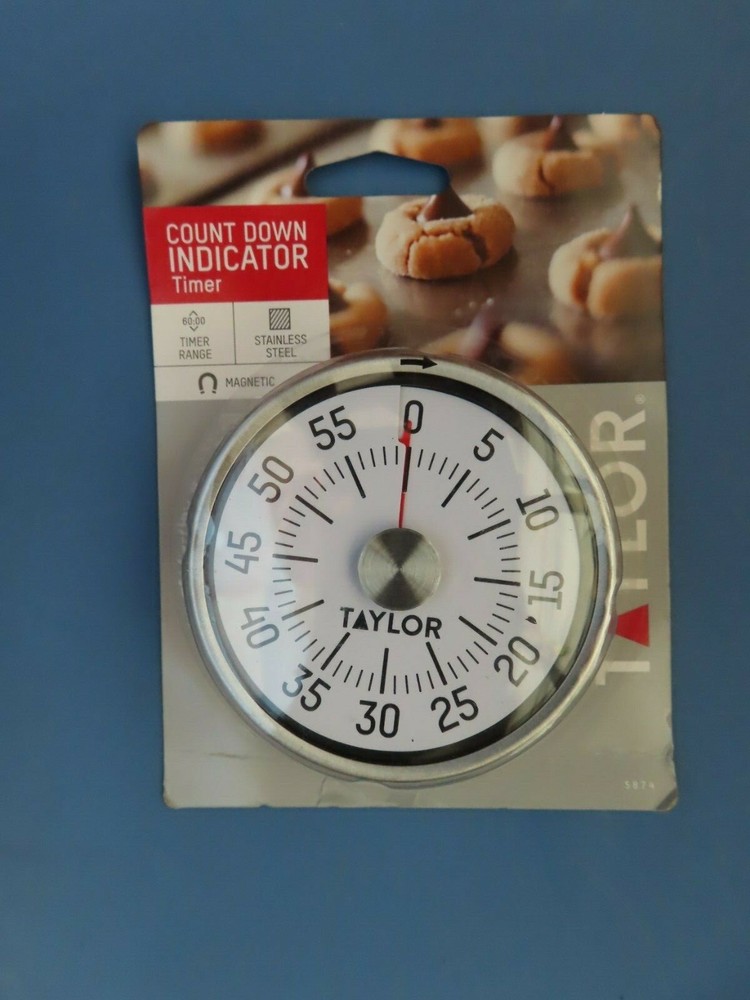 COUNT DOWN
INDICATOR
Timer
60:00
TIMER
RANGE
STAINLESS
STEEL
MAGNETIC
0
5
10
15
20
25
30
35
40
45
50
55
TAYLOR
TAYLOR®
5874